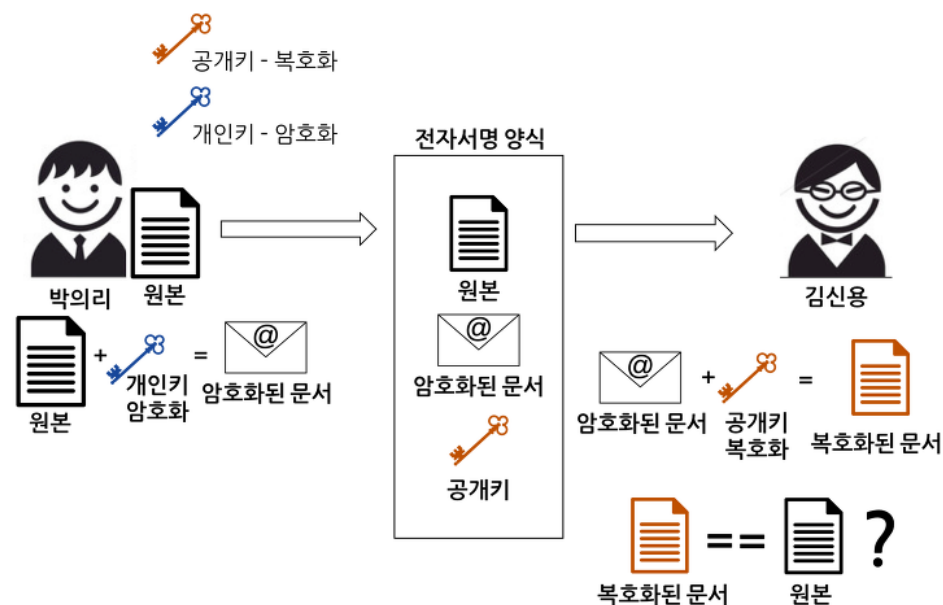 공개키 - 복호화
개인키 - 암호화
전자서명 양식
박의리
원본
원본
김신용
원본
+
개인키
암호화
=
@
암호화된 문서
@
암호화된 문서
공개키
@
암호화된 문서
+
공개키
복호화
=
복호화된 문서
복호화된 문서
==
원본
?